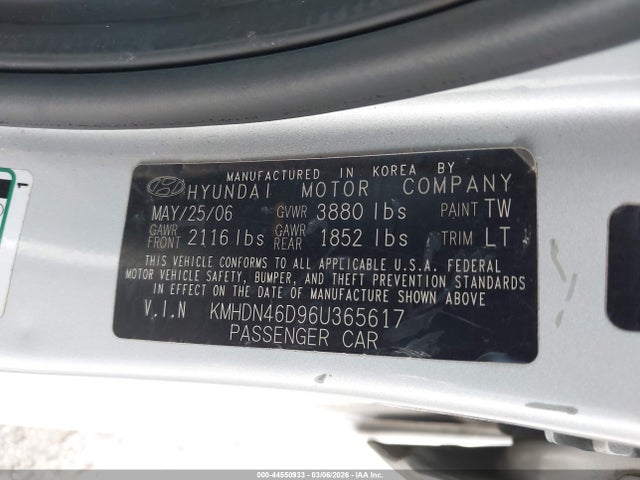 MANUFACTURED IN KOREA BY
HYUNDAI MOTOR COMPANY
MAY/25/06 GVWR 3880 lbs PAINT TW
GAWR FRONT 2116 lbs GAWR REAR 1852 lbs TRIM LT
THIS VEHICLE CONFORMS TO ALL APPLICABLE U.S.A. FEDERAL
MOTOR VEHICLE SAFETY, BUMPER, AND THEFT PREVENTION STANDARDS
IN EFFECT ON THE DATE OF MANUFACTURE SHOWN ABOVE
V.I.N KMHDN46D96U365617
PASSENGER CAR
1
000-44550933 - 03/06/2026 - IAA.